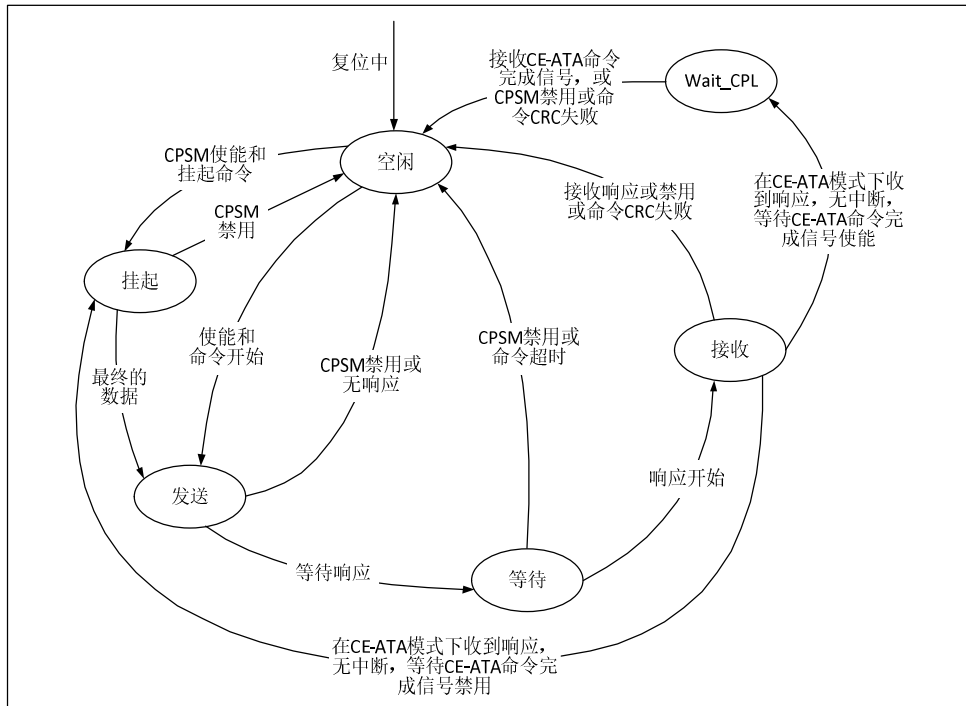 复位中
接收CE-ATA命令
完成信号，或
CPSM禁用或命
令CRC失败
Wait_CPL
CPSM使能和
挂起命令
空闲
CPSM
禁用
接收响应或禁用
或命令CRC失败
在CE-ATA模式下收
到响应，无中断，
等待CE-ATA命令完
成信号使能
挂起
使能和
命令开始
CPSM禁用或
无响应
CPSM禁用或
命令超时
接收
最终的
数据
发送
响应开始
等待响应
等待
在CE-ATA模式下收到响应，
无中断，等待CE-ATA命令完
成信号禁用